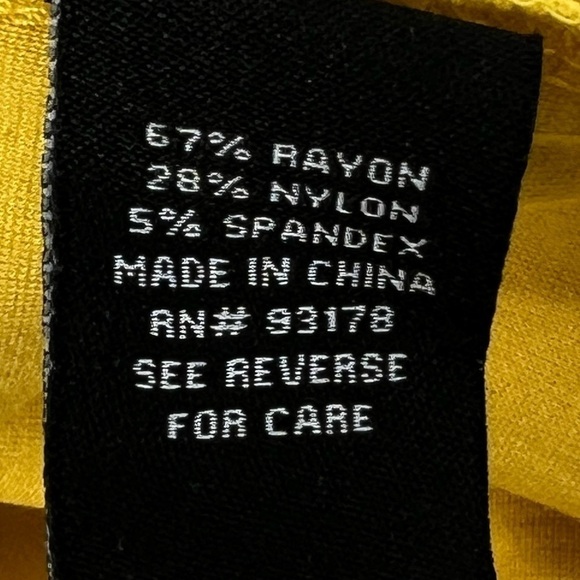 67% RAYON
28% NYLON
5% SPANDEX
MADE IN CHINA
RN# 93178
SEE REVERSE
FOR CARE